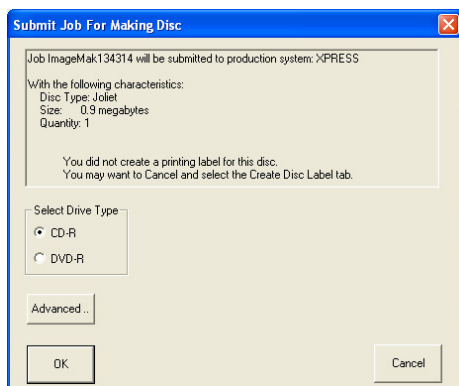 Submit Job For Making Disc
Job ImageMak134314 will be submitted to production system: XPRESS
With the following characteristics:
Disc Type: Joliet
Size: 0.9 megabytes
Quantity: 1
You did not create a printing label for this disc.
You may want to Cancel and select the Create Disc Label tab.
Select Drive Type
CD-R
DVD-R
Advanced ..
OK
Cancel